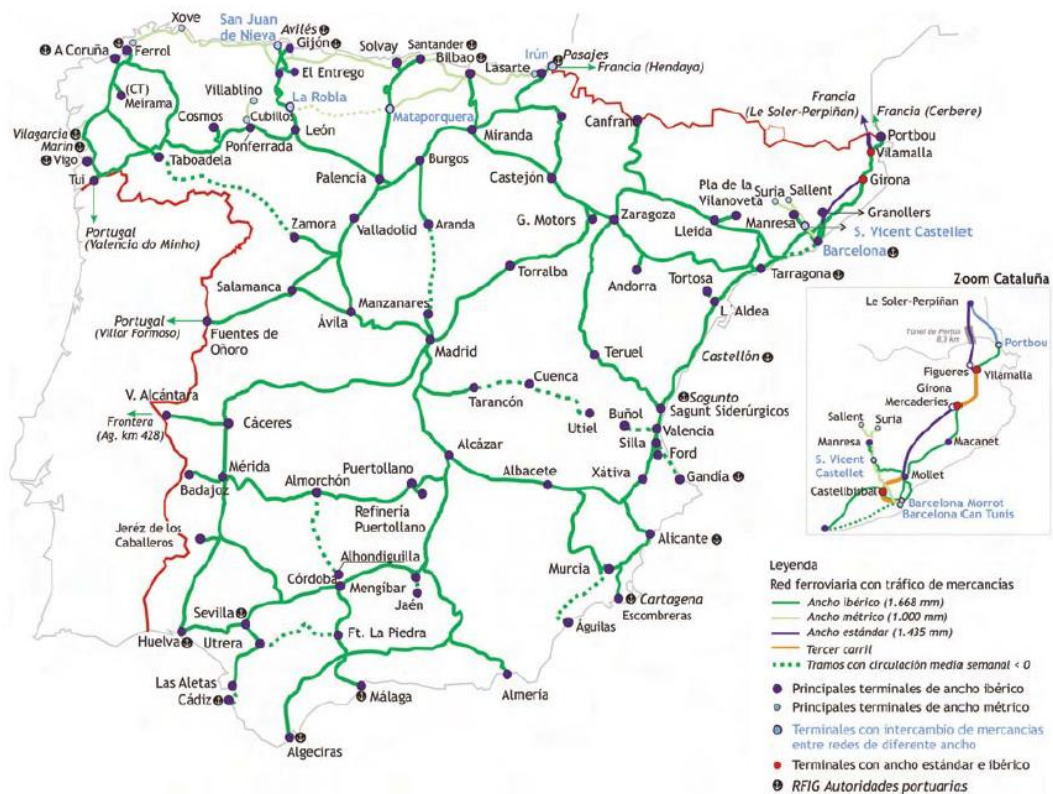 Xove
San Juan
de Nieva
Avilés
Gijón
Solvay
Santander
Bilbao
Irún
Pasajes
Lasarte
Francia (Hendaya)
A Coruña
Ferrol
El Entrego
(CT)
Meirama
Villablino
La Robla
Cosmos
Cubillos
Mataporquera
Canfranc
Francia
(Le Soler-Perpiñan)
Francia (Cerbere)
Portbou
Vilamalla
Vilagarcia
Marin
Vigo
Taboadela
Ponferrada
León
Miranda
Burgos
Tui
Palencia
Castejón
Pla de la
Vilanoveta
Suria
Sallent
Girona
Granollers
Portugal
(Valencio do Minho)
Zamora
Valladolid
Aranda
G. Motors
Zaragoza
Lleida
Manresa
S. Vicent Castellet
Barcelona
Salamanca
Torralba
Andorra
Tortosa
Tarragona
Portugal
(Villar Formoso)
Fuentes de
Oñoro
Ávila
Manzanares
L' Aldea
Madrid
Teruel
Castellón
V. Alcántara
Cuenca
Tarancón
Sagunto
Sagunt Siderúrgicos
Frontera
(Ag. km 428)
Cáceres
Utiel
Buñol
Valencia
Silla
Ford
Alcázar
Mérida
Badajoz
Almorchón
Puertollano
Albacete
Xátiva
Gandía
Refinería
Puertollano
Jeréz de los
Caballeros
Alhondiguilla
Alicante
Córdoba
Mengíbar
Murcia
Jaén
Cartagena
Escombreras
Sevilla
Huelva
Utrera
Ft. La Piedra
Águilas
Las Aletas
Cádiz
Málaga
Almería
Algeciras
Zoom Cataluña
Le Soler-Perpiñan
Túnel de Pertús
8,3 km
Portbou
Figueres
Vilamalla
Girona
Mercaderies
Sallent
Suria
Manresa
Macanet
S. Vicent
Castellet
Mollet
Castellbisbal
Barcelona Morrot
Barcelona Can Tunis
Leyenda
Red ferroviaria con tráfico de mercancías
Ancho ibérico (1.668 mm)
Ancho métrico (1.000 mm)
Ancho estándar (1.435 mm)
Tercer carril
Tramos con circulación media semanal < 0
Principales terminales de ancho ibérico
Principales terminales de ancho métrico
Terminales con intercambio de mercancías
entre redes de diferente ancho
Terminales con ancho estándar e ibérico
RFIG Autoridades portuarias